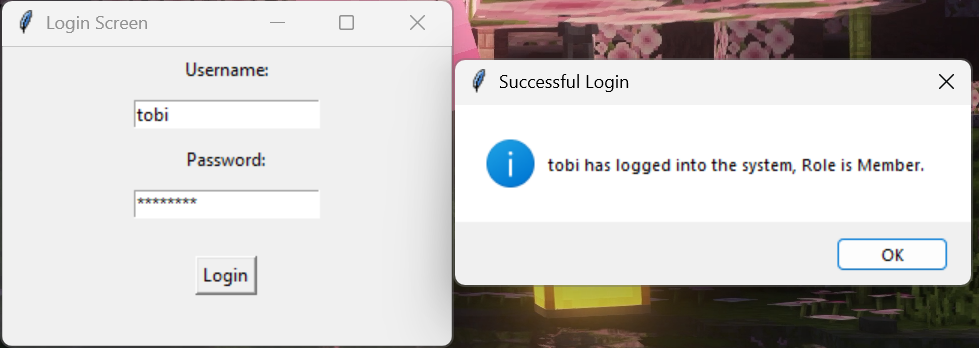 Login Screen
Username:
tobi
Password:
********
Login
Successful Login
tobi has logged into the system, Role is Member.
OK